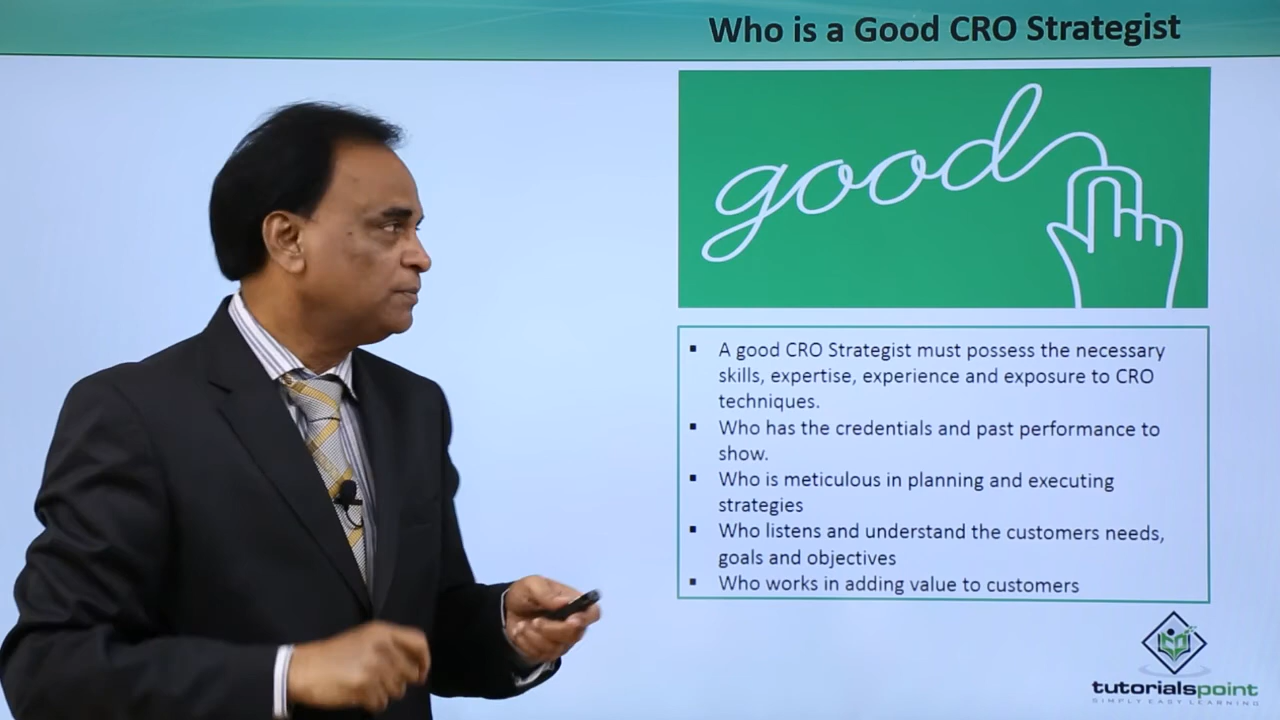 Who is a Good CRO Strategist
good
▪ A good CRO Strategist must possess the necessary
skills, expertise, experience and exposure to CRO
techniques.
▪ Who has the credentials and past performance to
show.
▪ Who is meticulous in planning and executing
strategies
▪ Who listens and understand the customers needs,
goals and objectives
▪ Who works in adding value to customers
tutorialspoint
SIMPLY EASY LEARNING